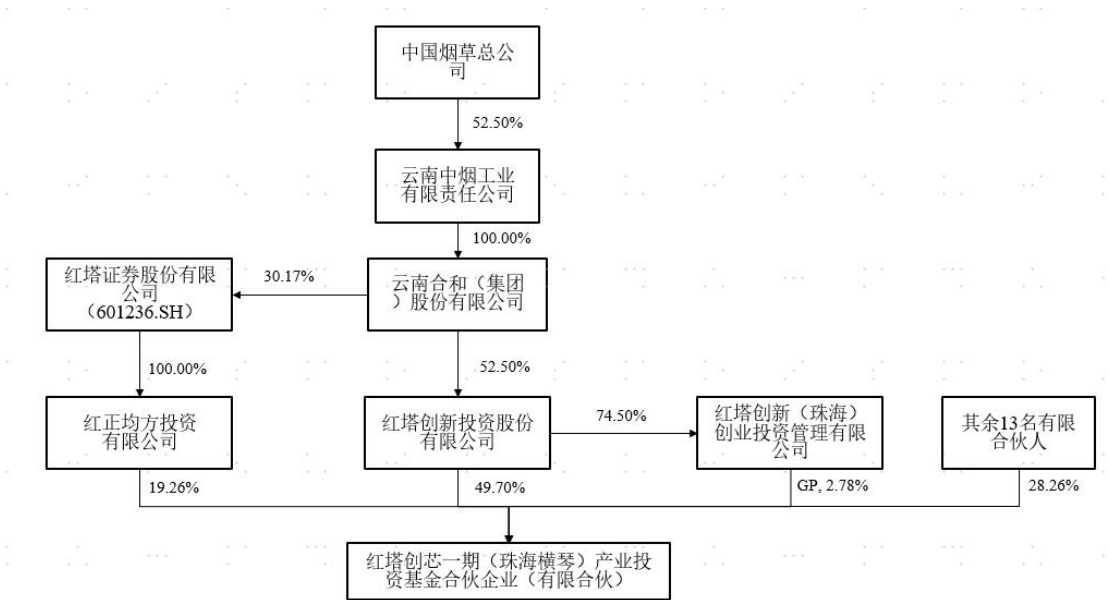 中国烟草总公
司
52.50%
云南中烟工业
有限责任公司
100.00%
红塔证券股份有限
公司
（601236.SH）
30.17%
云南合和（集团
）股份有限公司
100.00%
52.50%
红正均方投资
有限公司
红塔创新投资股份
有限公司
74.50%
红塔创新（珠海）
创业投资管理有限
公司
其余13名有限
合伙人
19.26%
49.70%
GP, 2.78%
28.26%
红塔创芯一期（珠海横琴）产业投
资基金合伙企业（有限合伙）